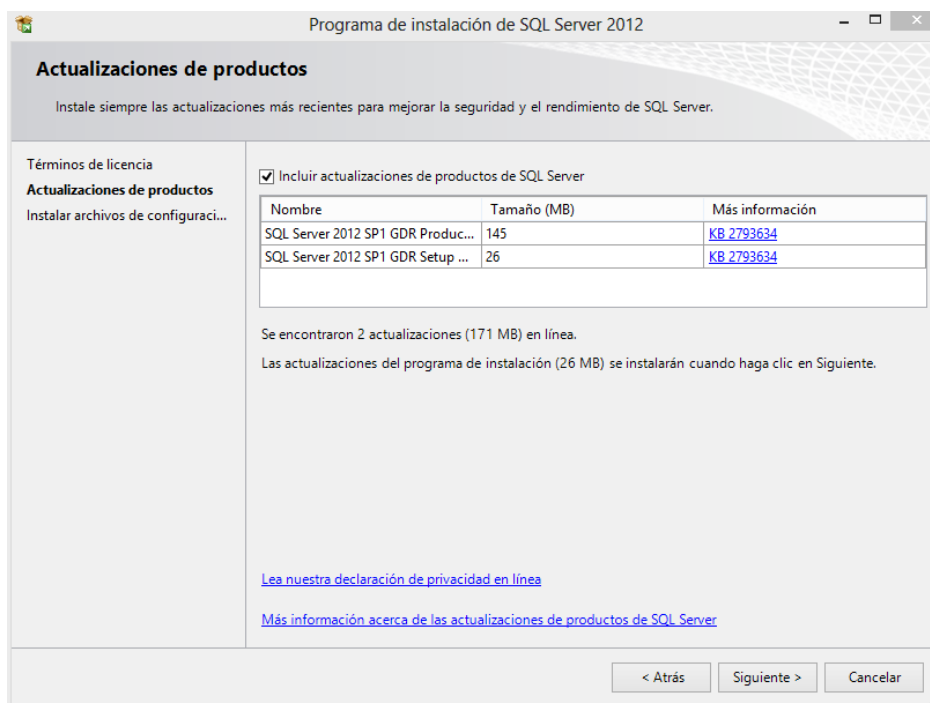 Programa de instalación de SQL Server 2012
Actualizaciones de productos
Instale siempre las actualizaciones más recientes para mejorar la seguridad y el rendimiento de SQL Server.
Términos de licencia
Actualizaciones de productos
Instalar archivos de configuraci...
Incluir actualizaciones de productos de SQL Server
Nombre Tamaño (MB) Más información
SQL Server 2012 SP1 GDR Produc... 145 KB 2793634
SQL Server 2012 SP1 GDR Setup ... 26 KB 2793634
Se encontraron 2 actualizaciones (171 MB) en línea.
Las actualizaciones del programa de instalación (26 MB) se instalarán cuando haga clic en Siguiente.
Lea nuestra declaración de privacidad en línea
Más información acerca de las actualizaciones de productos de SQL Server
< Atrás Siguiente > Cancelar